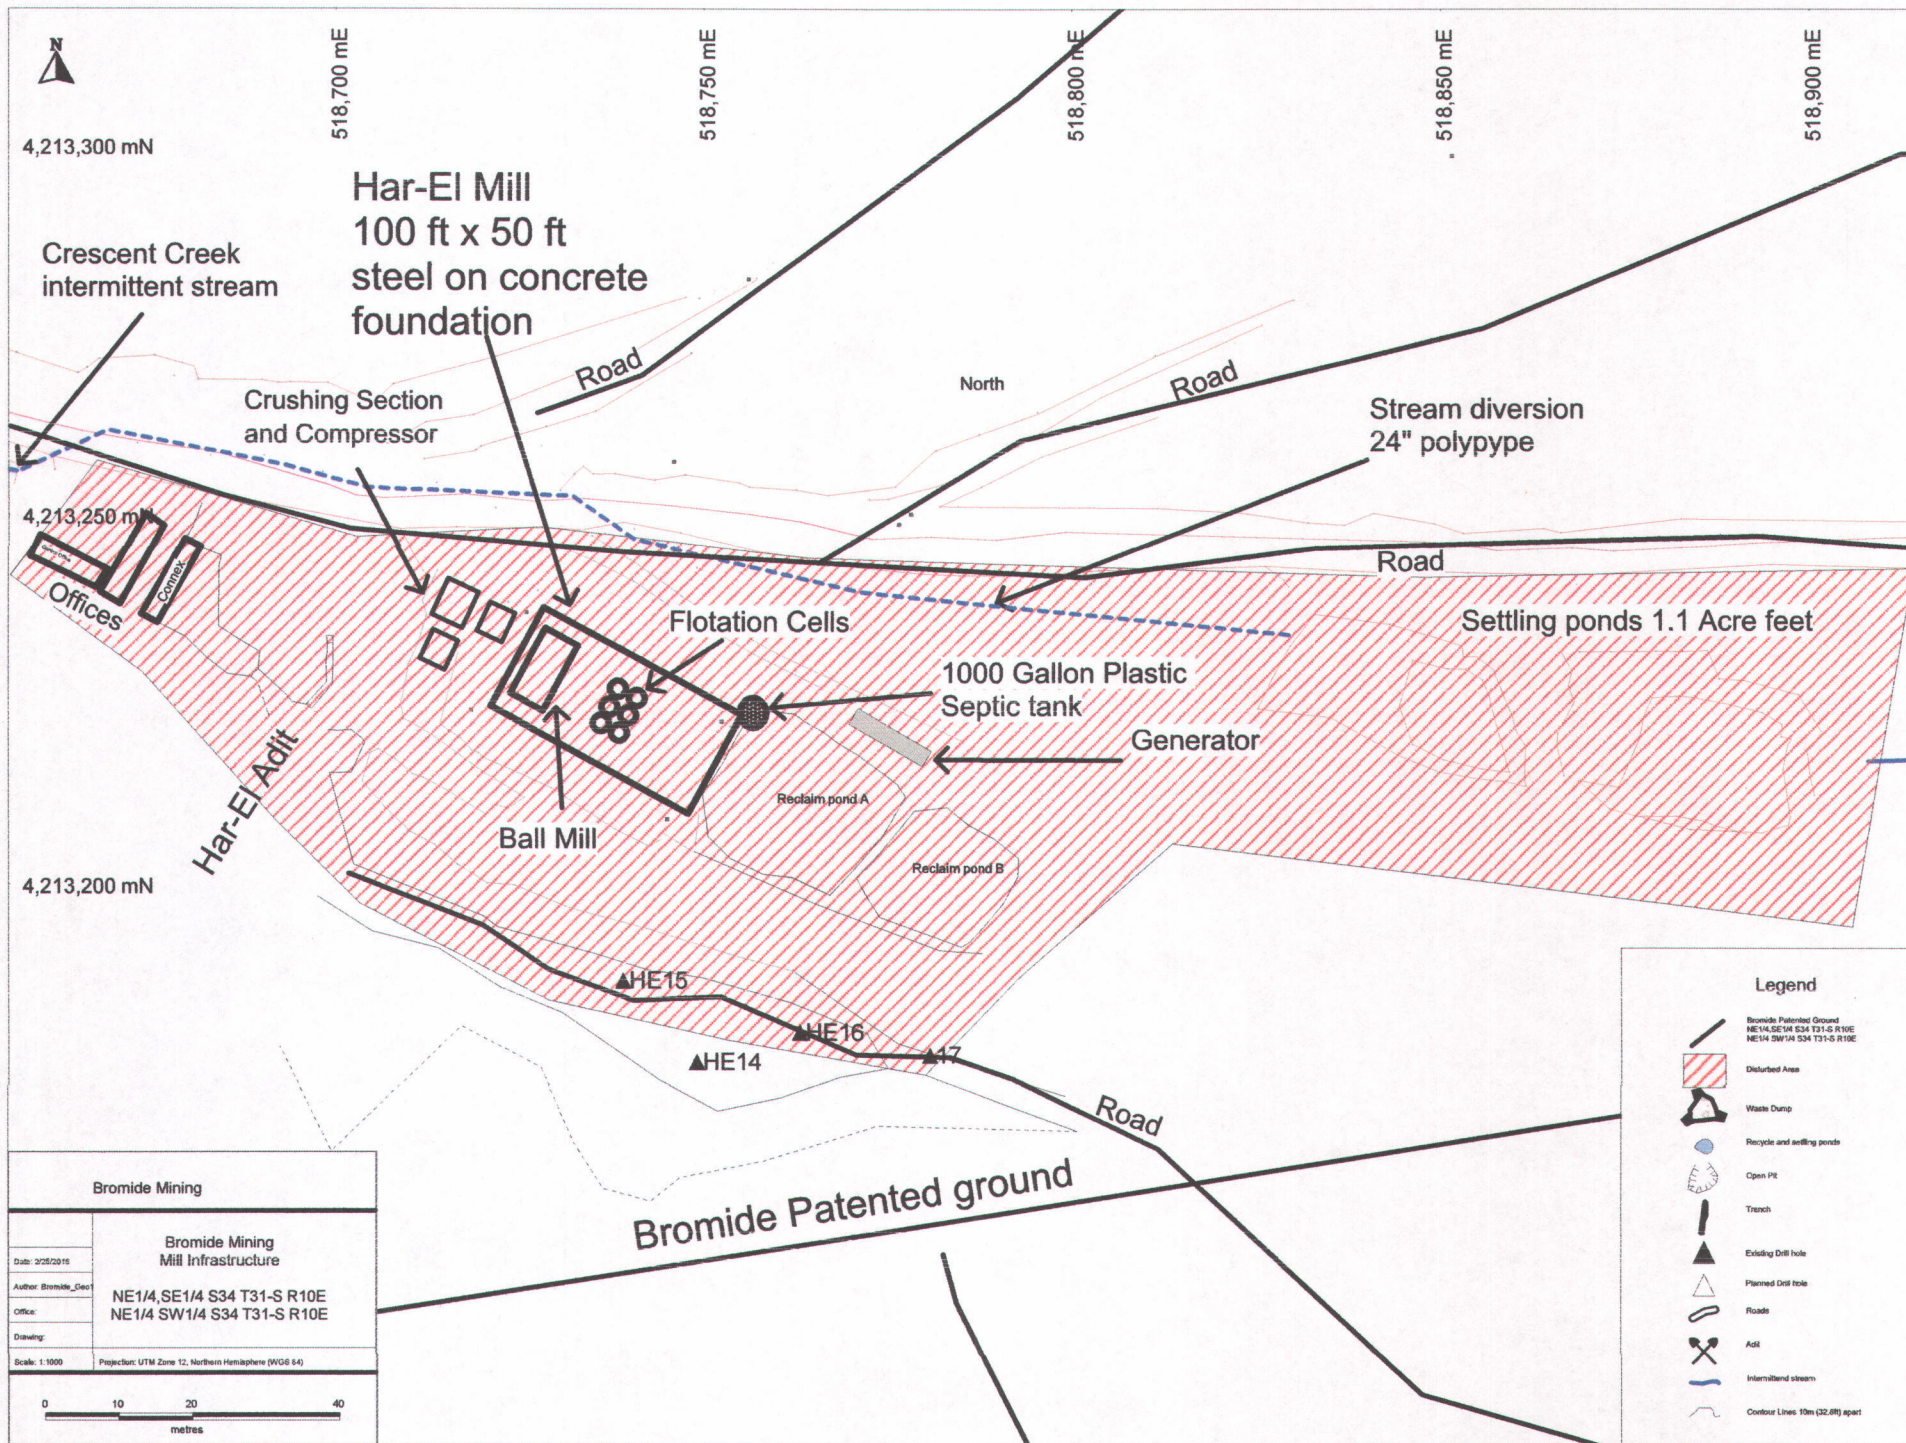 N
518,700 mE
518,750 mE
518,800 mE
518,850 mE
518,900 mE
4,213,300 mN
Har-El Mill
100 ft x 50 ft
steel on concrete
foundation
Crescent Creek
intermittent stream
Road
North
Road
Crushing Section
and Compressor
Stream diversion
24" polypype
4,213,250 mN
Road
Offices
Connex
Flotation Cells
Settling ponds 1.1 Acre feet
1000 Gallon Plastic
Septic tank
Generator
Har-El Adit
Reclaim pond A
Ball Mill
Reclaim pond B
4,213,200 mN
HE15
HE16
HE14
17
Road
Bromide Patented ground
Legend
Bromide Patented Ground
NE1/4,SE1/4 S34 T31-S R10E
NE1/4 SW1/4 S34 T31-S R10E
Disturbed Area
Waste Dump
Recycle and settling ponds
Open Pit
Trench
Existing Drill hole
Planned Drill hole
Roads
Adit
Intermittend stream
Contour Lines 10m (32.8ft) apart
Bromide Mining
Bromide Mining
Mill Infrastructure
NE1/4,SE1/4 S34 T31-S R10E
NE1/4 SW1/4 S34 T31-S R10E
Date: 2/25/2016
Author: Bromide_Geo1
Office:
Drawing:
Scale: 1:1000
Projection: UTM Zone 12, Northern Hemisphere (WGS 84)
0 10 20 40
metres